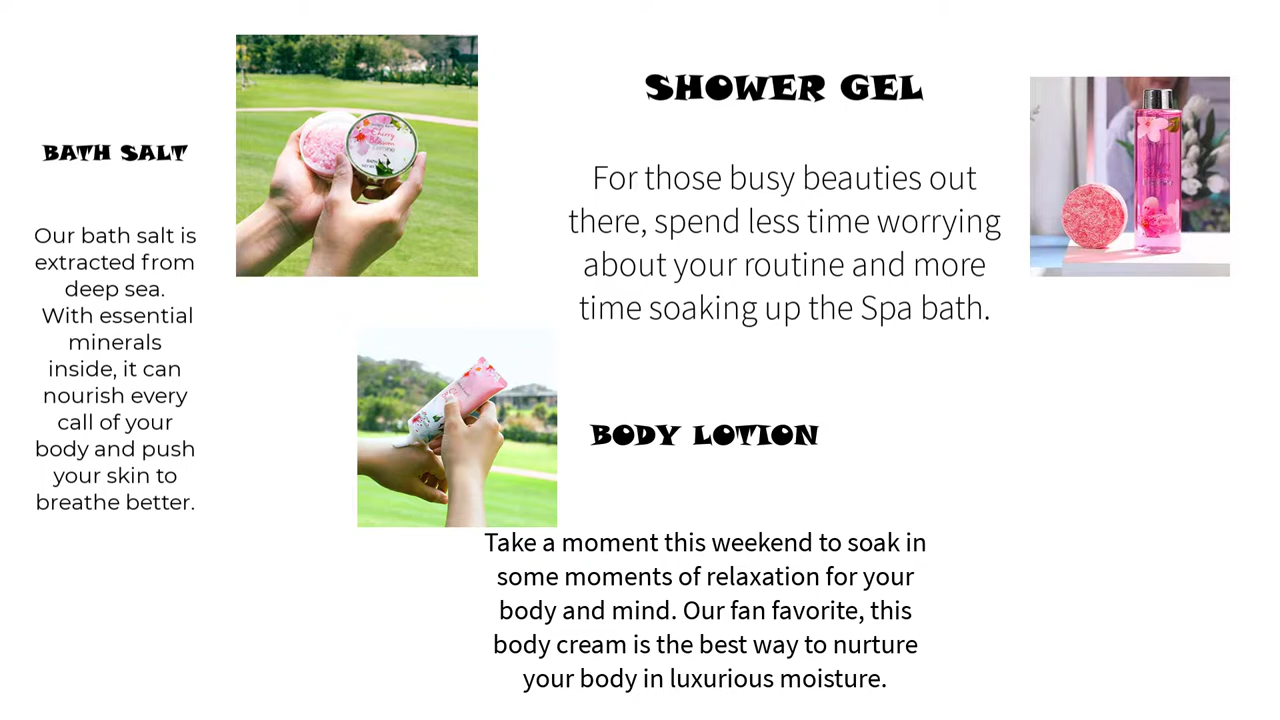 BATH SALT
Our bath salt is
extracted from
deep sea.
With essential
minerals
inside, it can
nourish every
call of your
body and push
your skin to
breathe better.
Cherry
Blossom
SHOWER GEL
For those busy beauties out
there, spend less time worrying
about your routine and more
time soaking up the Spa bath.
BODY LOTION
Take a moment this weekend to soak in
some moments of relaxation for your
body and mind. Our fan favorite, this
body cream is the best way to nurture
your body in luxurious moisture.